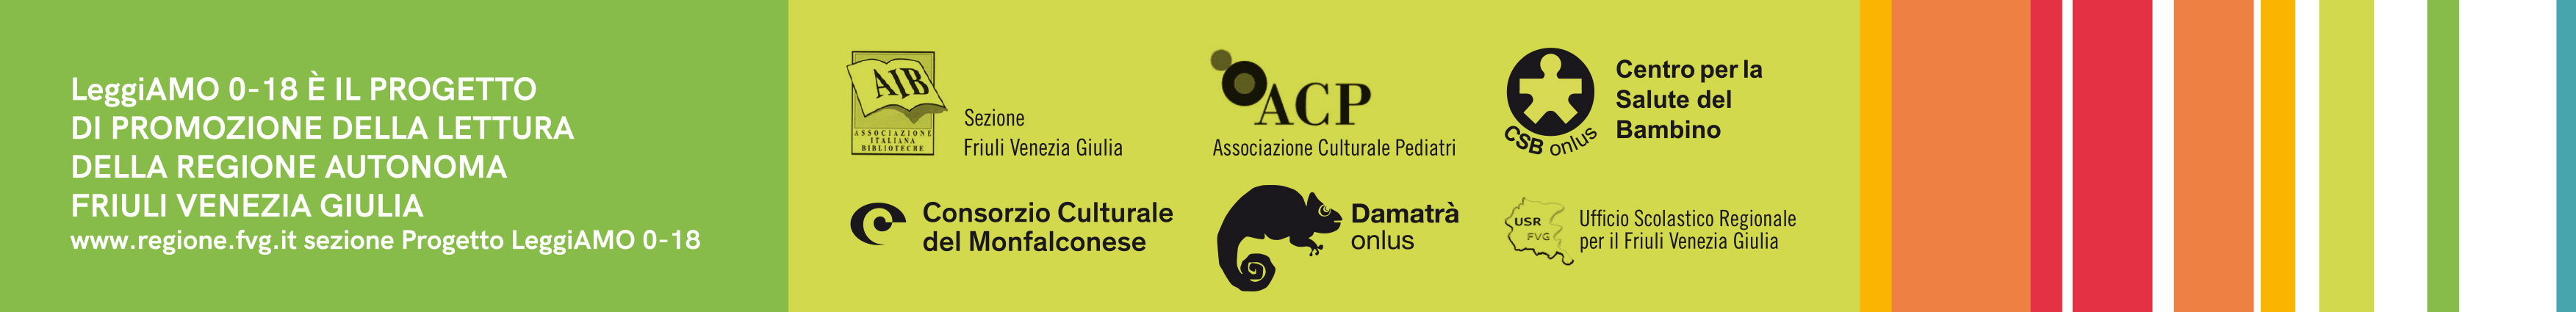 LeggiAMO 0-18 È IL PROGETTO
DI PROMOZIONE DELLA LETTURA
DELLA REGIONE AUTONOMA
FRIULI VENEZIA GIULIA
www.regione.fvg.it sezione Progetto LeggiAMO 0-18
AIB
ASSOCIAZIONE
ITALIANA
BIBLIOTECHE
Sezione
Friuli Venezia Giulia
ACP
Associazione Culturale Pediatri
CSB onlus
Centro per la
Salute del
Bambino
Consorzio Culturale
del Monfalconese
Damatrà
onlus
USR
FVG
Ufficio Scolastico Regionale
per il Friuli Venezia Giulia